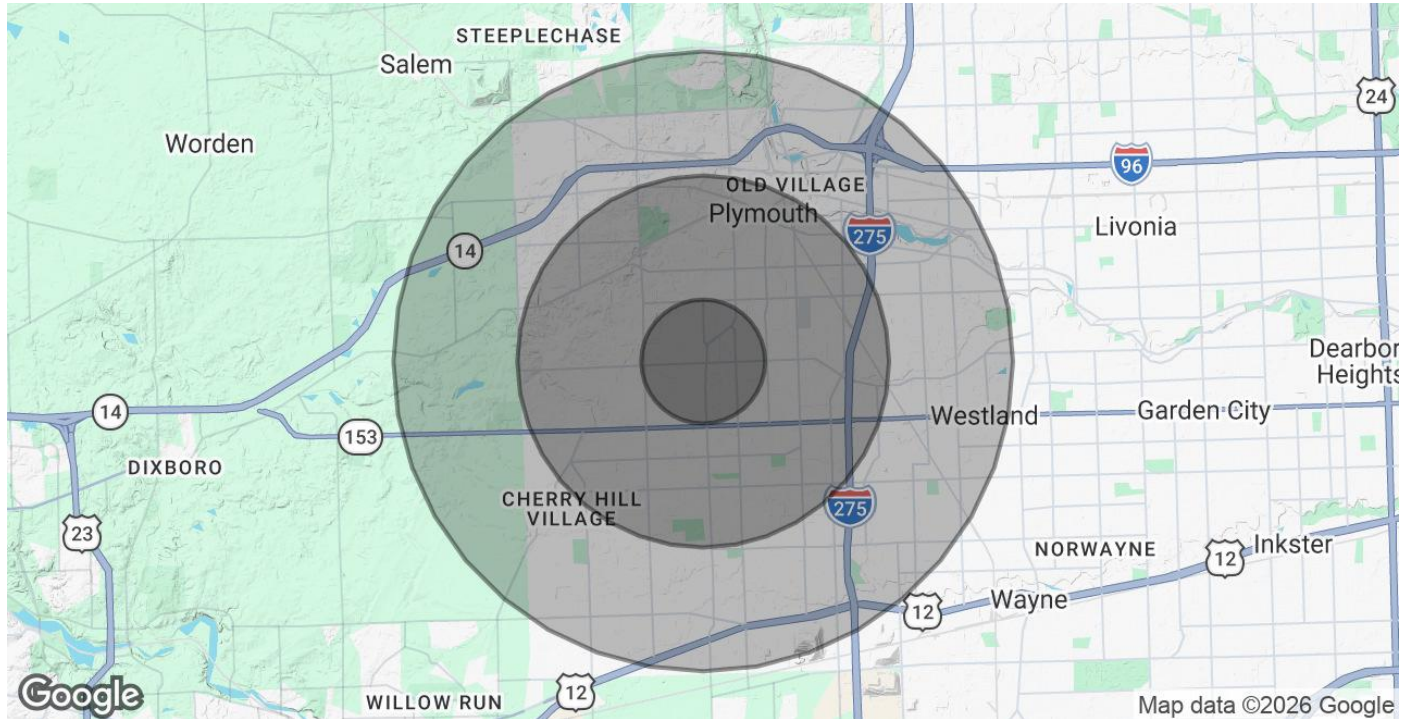 STEEPLECHASE
Salem
24
Worden
96
OLD VILLAGE
Plymouth
Livonia
275
14
Dearbor
Heights
14
Westland
Garden City
153
DIXBORO
CHERRY HILL
VILLAGE
275
23
NORWAYNE
12
Inkster
Wayne
12
12
WILLOW RUN
Google
Map data ©2026 Google